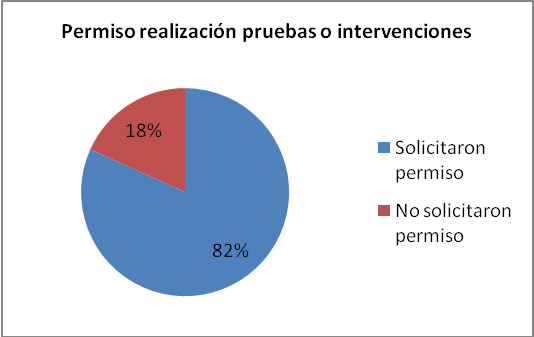 Permiso realización pruebas o intervenciones
18%
82%
Solicitaron
permiso
No solicitaron
permiso